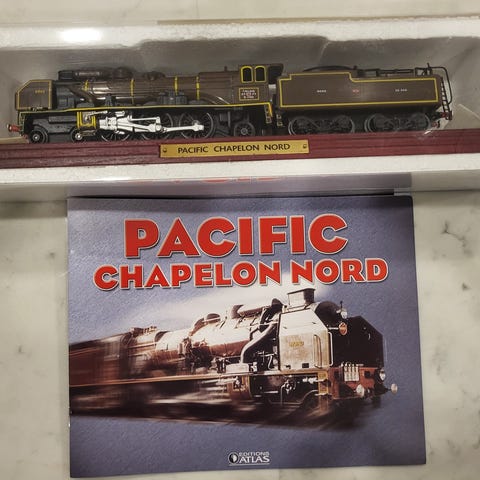 PACIFIC CHAPELON NORD
PACIFIC
CHAPELON NORD
EDITIONS
ATLAS